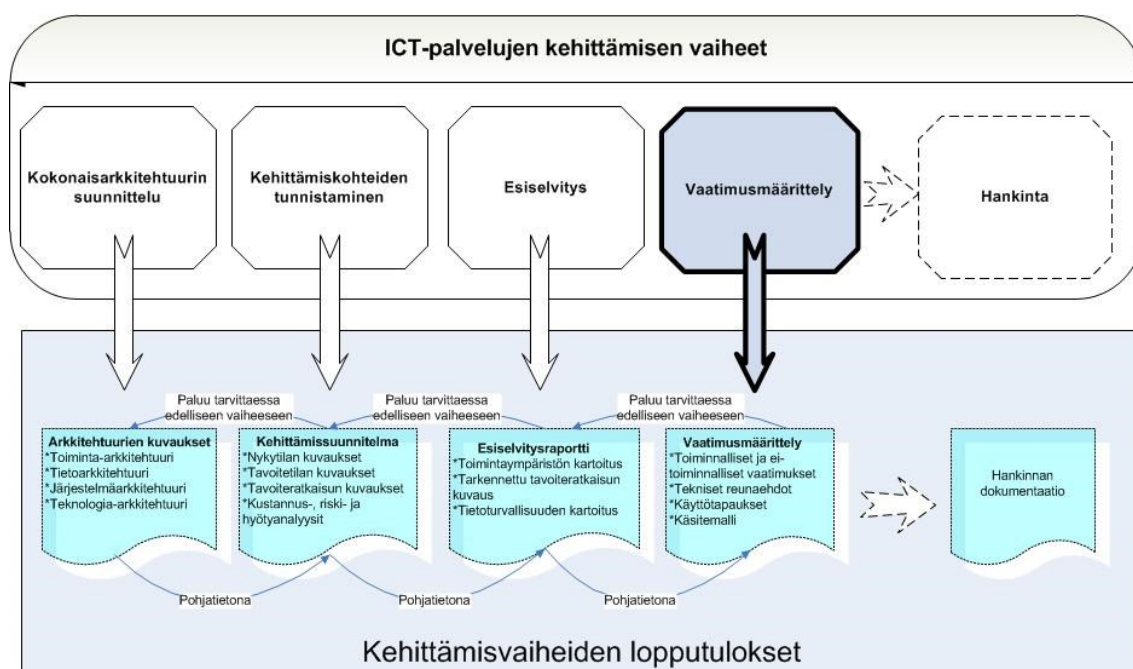 ICT-palvelujen kehittämisen vaiheet
Kokonaisarkkitehtuurin
suunnittelu
Kehittämiskohteiden
tunnistaminen
Esiselvitys
Vaatimusmäärittely
Hankinta
Paluu tarvittaessa
edelliseen vaiheeseen
Paluu tarvittaessa
edelliseen vaiheeseen
Paluu tarvittaessa
edelliseen vaiheeseen
Arkkitehtuurien kuvaukset
*Toiminta-arkkitehtuuri
*Tietoarkkitehtuuri
*Järjestelmäarkkitehtuuri
*Teknologia-arkkitehtuuri
Kehittämissuunnitelma
*Nykytilan kuvaukset
*Tavoitetilan kuvaukset
*Tavoiteratkaisun kuvaukset
*Kustannus-, riski- ja
hyötyanalyysit
Esiselvitysraportti
*Toimintaympäristön kartoitus
*Tarkennettu tavoiteratkaisun
kuvaus
*Tietoturvallisuuden kartoitus
Vaatimusmäärittely
*Toiminnalliset ja ei-
toiminnalliset vaatimukset
*Tekniset reunaehdot
*Käyttötapaukset
*Käsitemalli
Hankinnan
dokumentaatio
Pohjatietona
Pohjatietona
Pohjatietona
Kehittämisvaiheiden lopputulokset